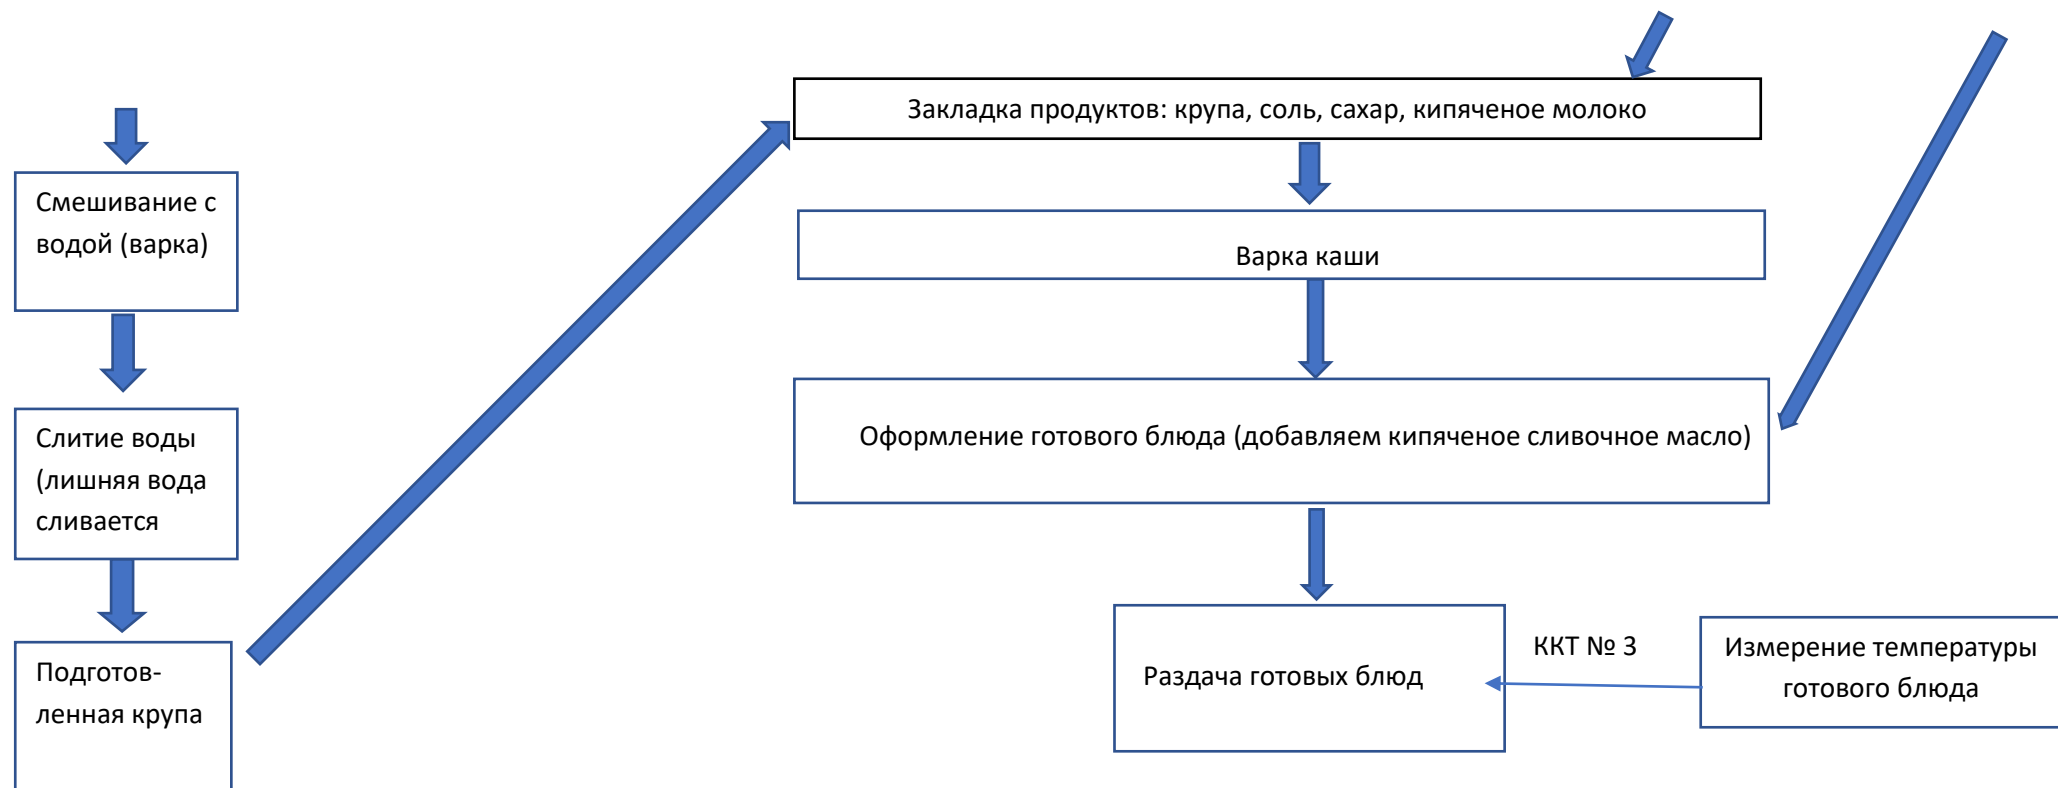 Смешивание с
водой (варка)
Слитие воды
(лишняя вода
сливается
Подготов-
ленная крупа
Закладка продуктов: крупа, соль, сахар, кипяченое молоко
Варка каши
Оформление готового блюда (добавляем кипяченое сливочное масло)
Раздача готовых блюд
ККТ № 3
Измерение температуры
готового блюда